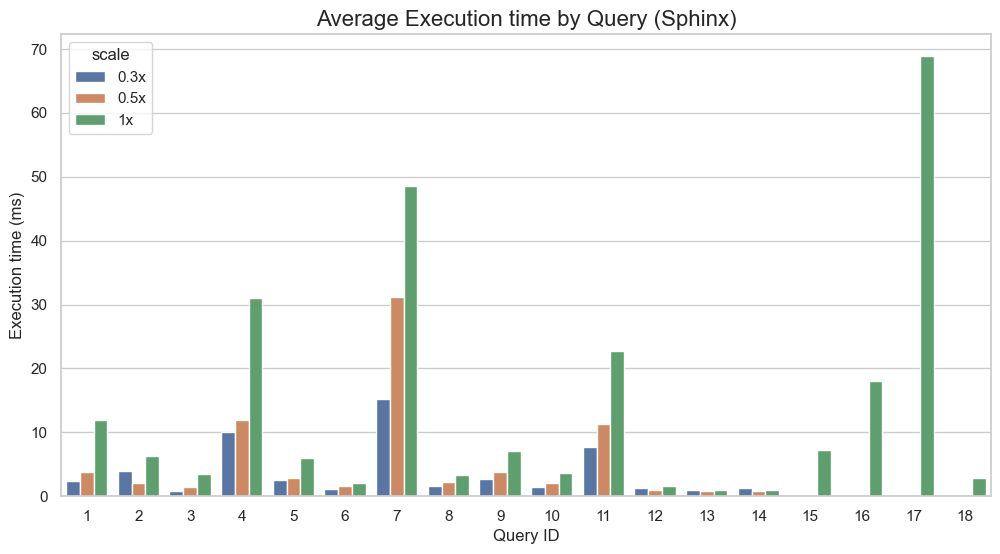 Average Execution time by Query (Sphinx)
scale
0.3x
0.5x
1x
Execution time (ms)
70
60
50
40
30
20
10
0
1 2 3 4 5 6 7 8 9 10 11 12 13 14 15 16 17 18
Query ID